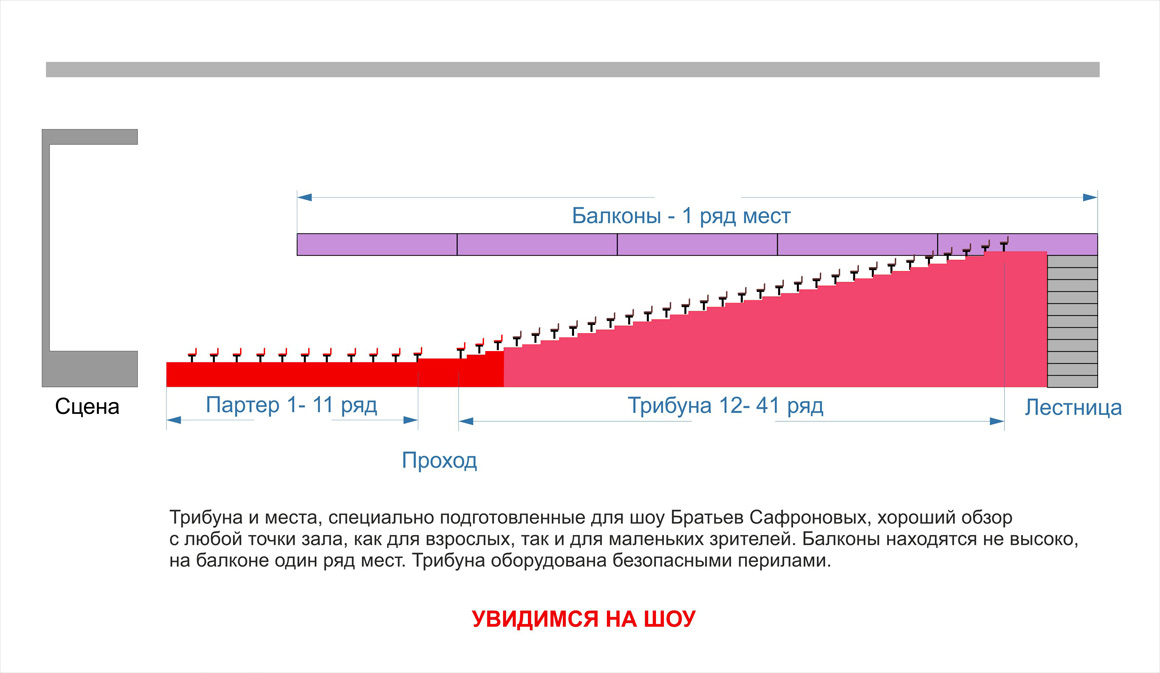 Балконы - 1 ряд мест
Сцена
Партер 1- 11 ряд
Трибуна 12- 41 ряд
Лестница
Проход
Трибуна и места, специально подготовленные для шоу Братьев Сафроновых, хороший обзор
с любой точки зала, как для взрослых, так и для маленьких зрителей. Балконы находятся не высоко,
на балконе один ряд мест. Трибуна оборудована безопасными перилами.
УВИДИМСЯ НА ШОУ